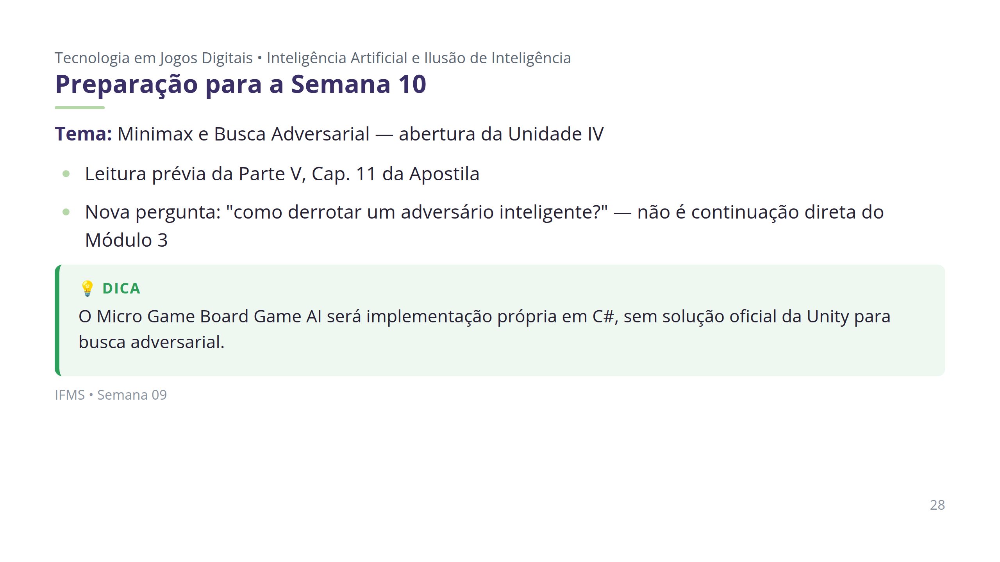 Tecnologia em Jogos Digitais • Inteligência Artificial e Ilusão de Inteligência
Preparação para a Semana 10
Tema: Minimax e Busca Adversarial — abertura da Unidade IV
• Leitura prévia da Parte V, Cap. 11 da Apostila
• Nova pergunta: "como derrotar um adversário inteligente?" — não é continuação direta do
Módulo 3
💡 DICA
O Micro Game Board Game AI será implementação própria em C#, sem solução oficial da Unity para
busca adversarial.
IFMS • Semana 09
28